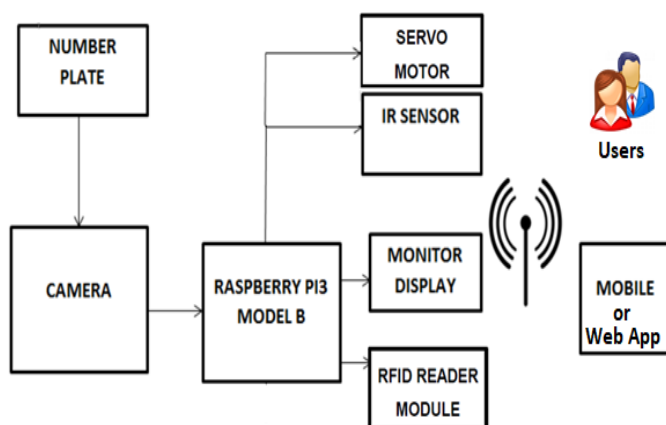 NUMBER
PLATE
SERVO
MOTOR
IR SENSOR
Users
CAMERA
RASPBERRY PI3
MODEL B
MONITOR
DISPLAY
MOBILE
or
Web App
RFID READER
MODULE